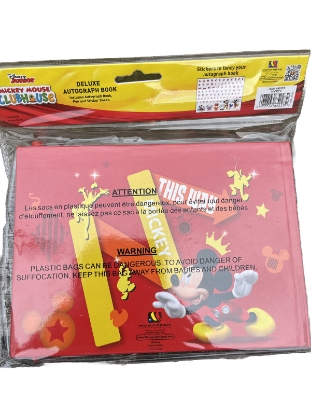 Disney
JUNIOR
MICKEY MOUSE
CLUBHOUSE
DELUXE
AUTOGRAPH BOOK
Stickers to fancy your
autograph book
ATTENTION
Les sacs en plastique peuvent être dangereux, pour éviter tout danger
d'étouffement, ne laissez pas ce sac à la portée des enfants et des bébés.
THIS WAY
MICKEY
WARNING
PLASTIC BAGS CAN BE DANGEROUS. TO AVOID DANGER OF
SUFFOCATION, KEEP THIS BAG AWAY FROM BABIES AND CHILDREN.